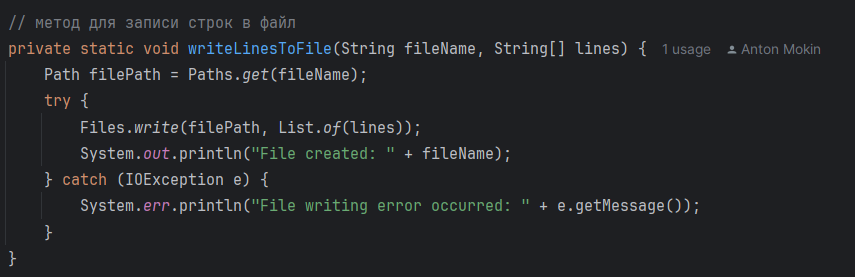 // метод для записи строк в файл
private static void writeLinesToFile(String fileName, String[] lines) { 1 usage Anton Mokin
    Path filePath = Paths.get(fileName);
    try {
        Files.write(filePath, List.of(lines));
        System.out.println("File created: " + fileName);
    } catch (IOException e) {
        System.err.println("File writing error occurred: " + e.getMessage());
    }
}